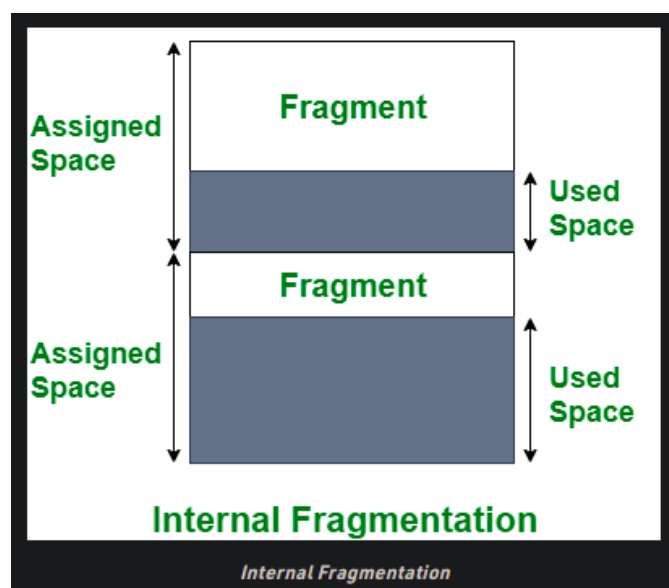 Fragment
Assigned
Space
Used
Space
Fragment
Assigned
Space
Used
Space
Internal Fragmentation
Internal Fragmentation